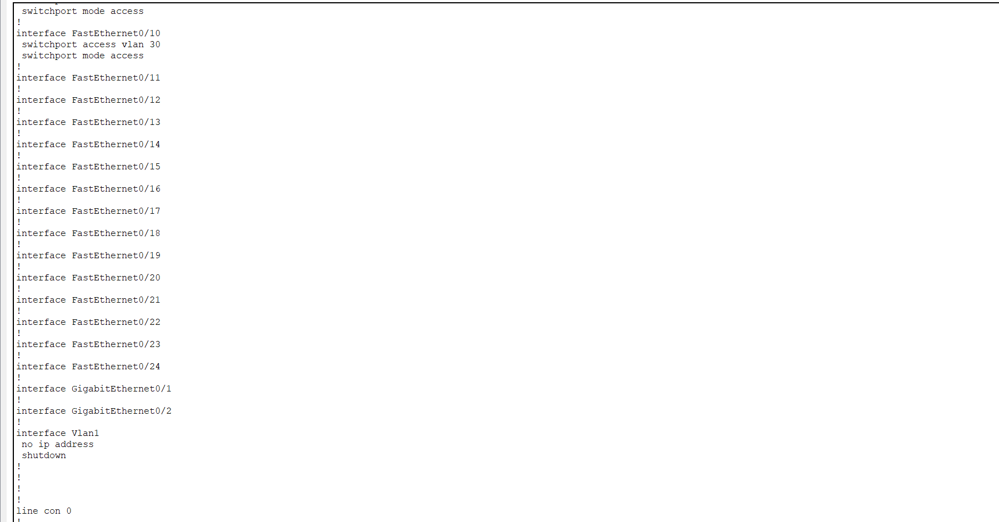 switchport mode access
!
interface FastEthernet0/10
 switchport access vlan 30
 switchport mode access
!
interface FastEthernet0/11
!
interface FastEthernet0/12
!
interface FastEthernet0/13
!
interface FastEthernet0/14
!
interface FastEthernet0/15
!
interface FastEthernet0/16
!
interface FastEthernet0/17
!
interface FastEthernet0/18
!
interface FastEthernet0/19
!
interface FastEthernet0/20
!
interface FastEthernet0/21
!
interface FastEthernet0/22
!
interface FastEthernet0/23
!
interface FastEthernet0/24
!
interface GigabitEthernet0/1
!
interface GigabitEthernet0/2
!
interface Vlan1
 no ip address
 shutdown
!
!
!
!
line con 0
!